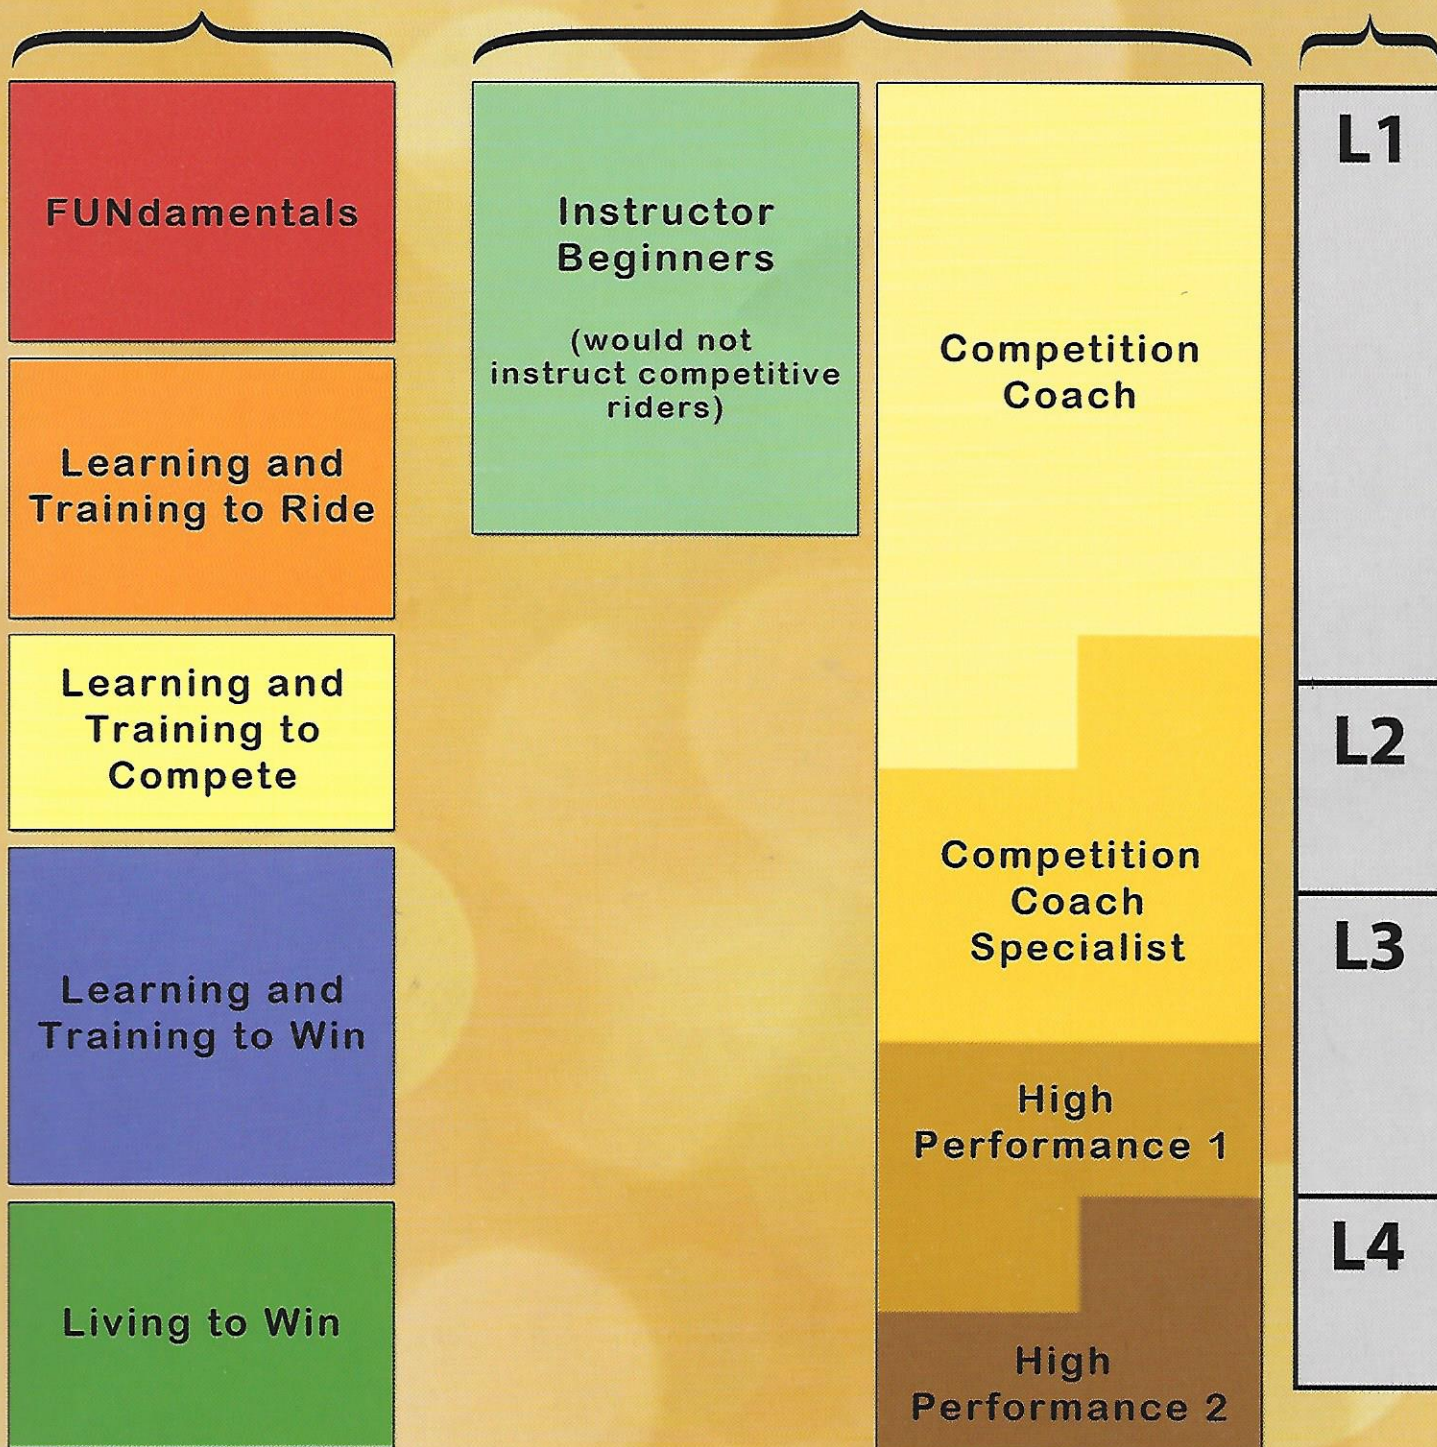 FUNdamentals
Learning and
Training to Ride
Learning and
Training to
Compete
Learning and
Training to Win
Living to Win
Instructor
Beginners
(would not
instruct competitive
riders)
Competition
Coach
Competition
Coach
Specialist
High
Performance 1
High
Performance 2
L1
L2
L3
L4